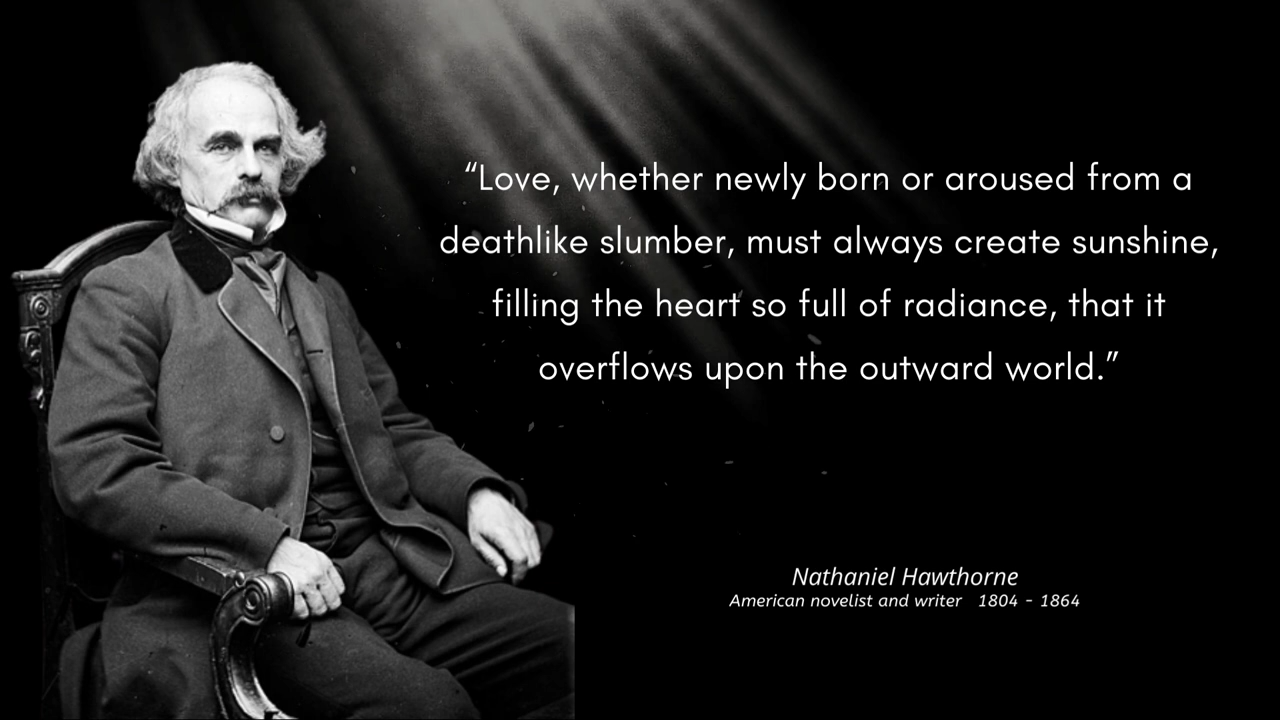 “Love, whether newly born or aroused from a
deathlike slumber, must always create sunshine,
filling the heart so full of radiance, that it
overflows upon the outward world.”
Nathaniel Hawthorne
American novelist and writer 1804 - 1864